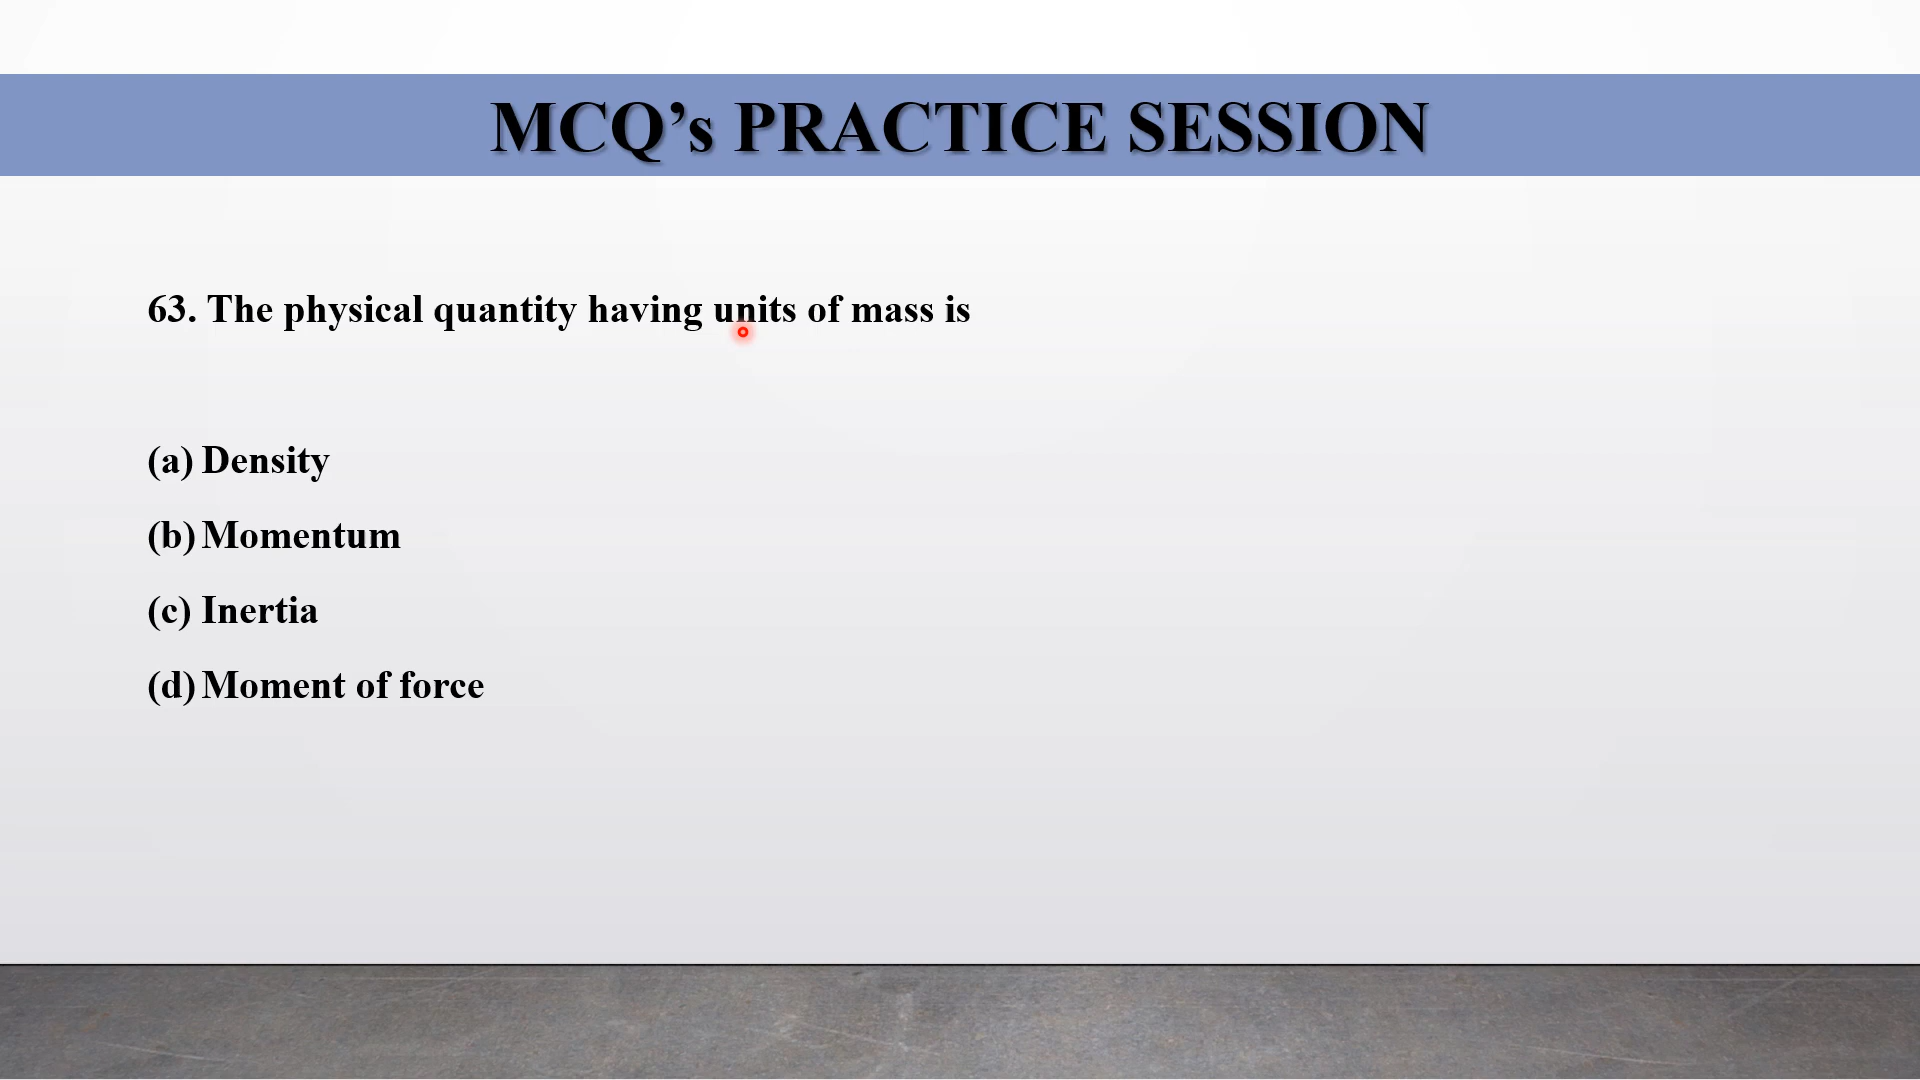 MCQ’s PRACTICE SESSION
63. The physical quantity having units of mass is
(a) Density
(b) Momentum
(c) Inertia
(d) Moment of force